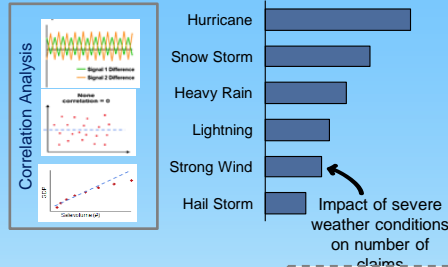 Correlation Analysis
Signal 1 Difference
Signal 2 Difference
None
correlation = 0
Hurricane
Snow Storm
Heavy Rain
Lightning
Strong Wind
Hail Storm
Impact of severe
weather conditions
on number of
claims